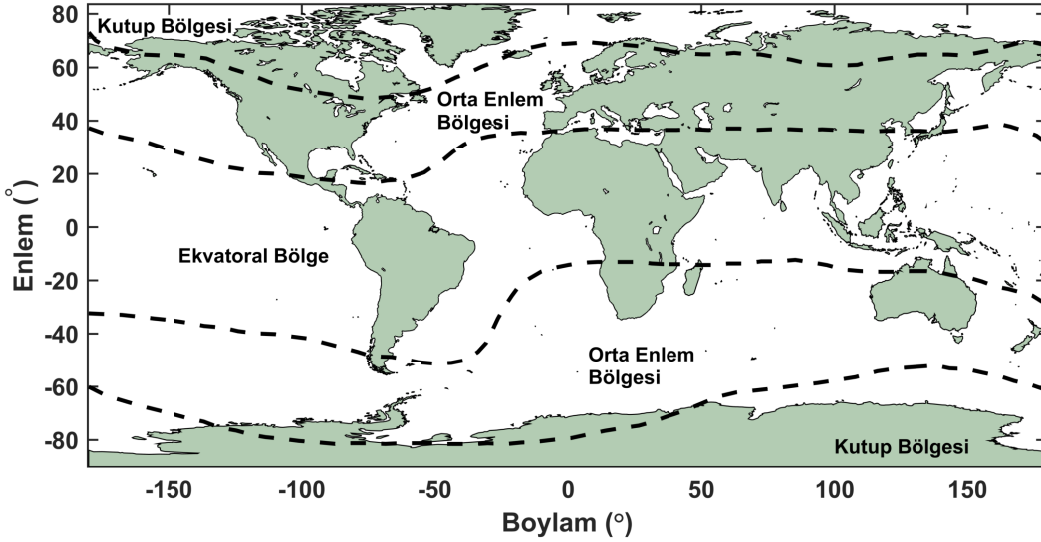 Kutup Bölgesi
Orta Enlem
Bölgesi
Ekvatoral Bölge
Orta Enlem
Bölgesi
Kutup Bölgesi
80
60
40
20
0
-20
-40
-60
-80
Enlem (°)
-150
-100
-50
0
50
100
150
Boylam (°)